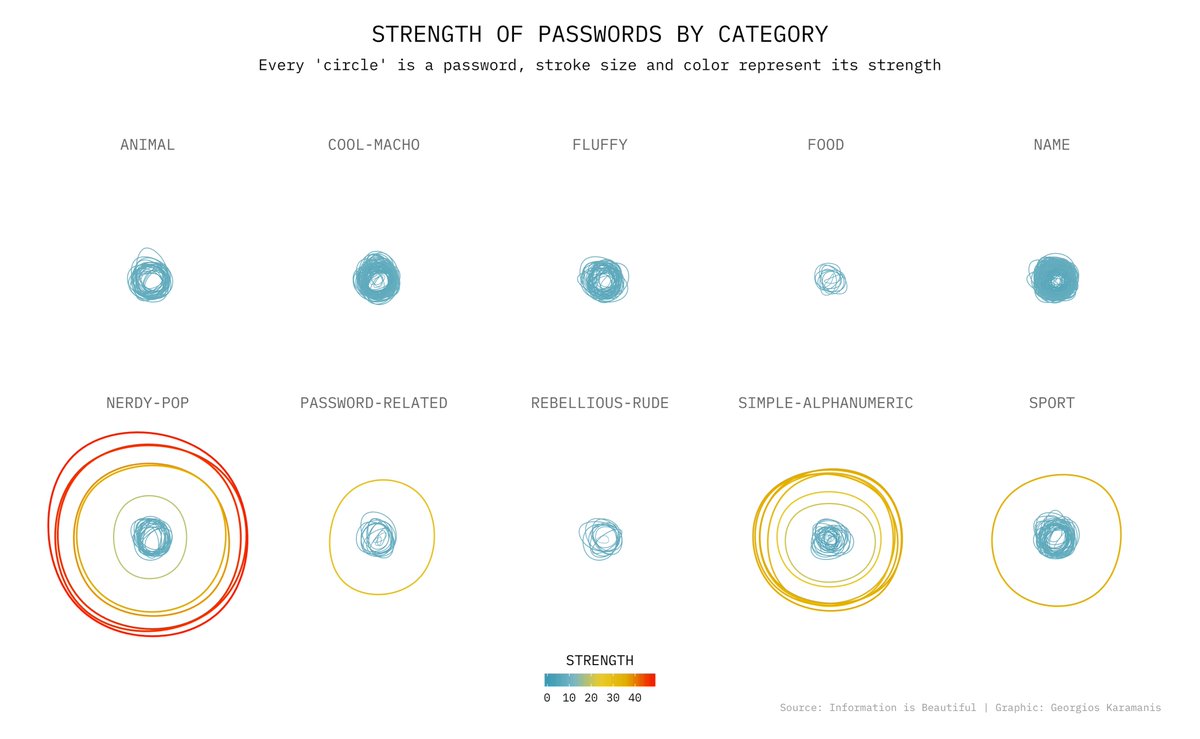 STRENGTH OF PASSWORDS BY CATEGORY
Every 'circle' is a password, stroke size and color represent its strength
ANIMAL COOL-MACHO FLUFFY FOOD NAME
NERDY-POP PASSWORD-RELATED REBELLIOUS-RUDE SIMPLE-ALPHANUMERIC SPORT
STRENGTH
0 10 20 30 40
Source: Information is Beautiful | Graphic: Georgios Karamanis